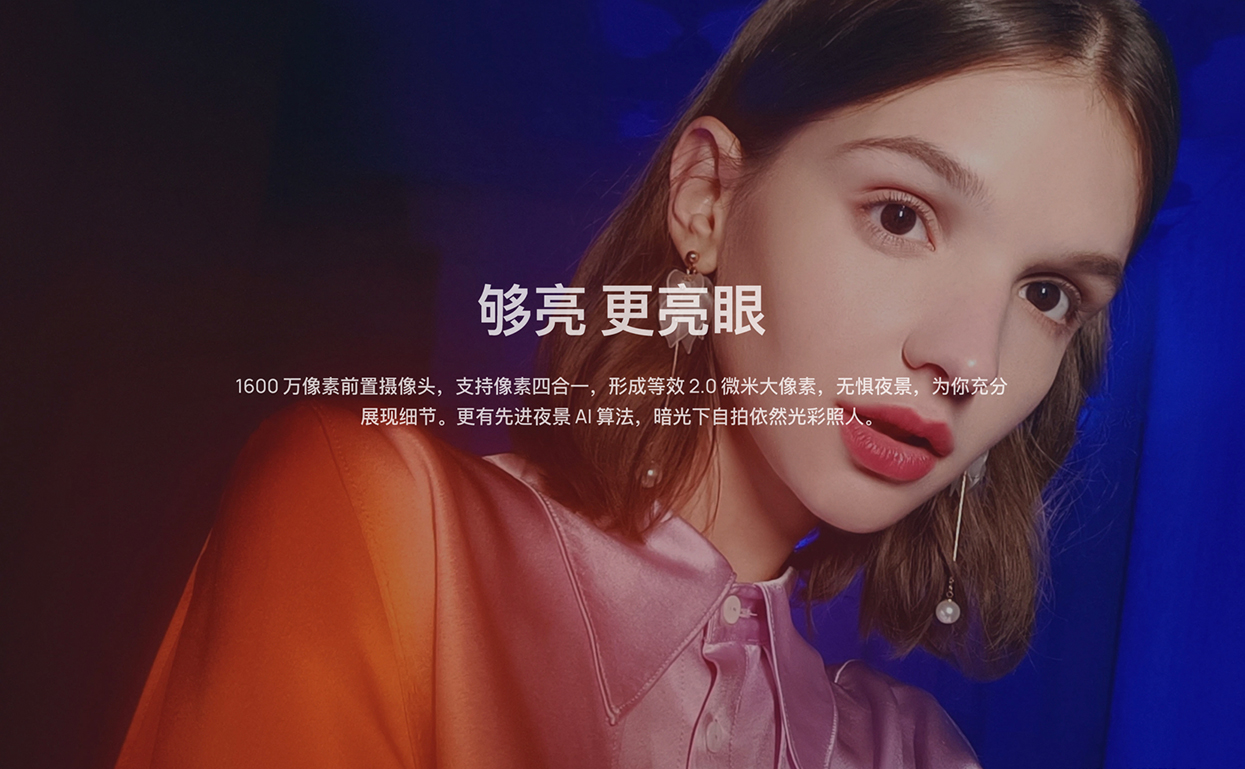 够亮 更亮眼
1600 万像素前置摄像头，支持像素四合一，形成等效 2.0 微米大像素，无惧夜景，为你充分
展现细节。更有先进夜景 AI 算法，暗光下自拍依然光彩照人。